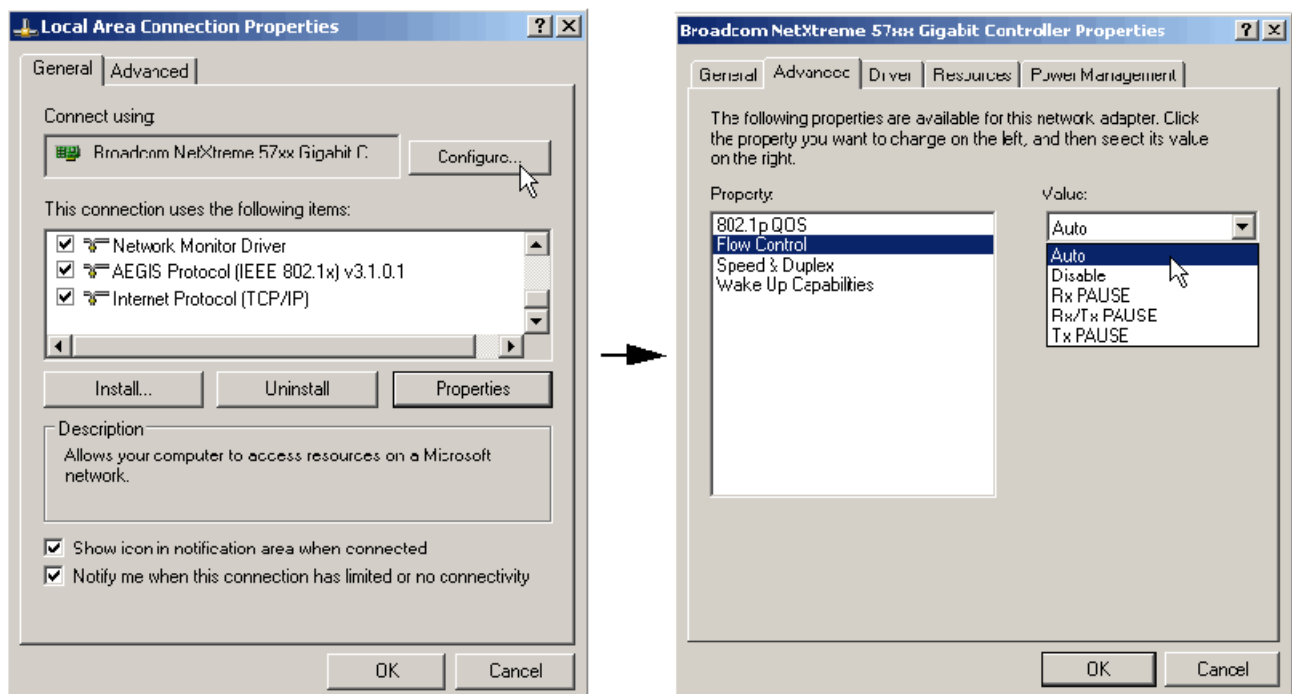 Local Area Connection Properties
General
Advanced
Connect using:
Broadcom NetXtreme 57xx Gigabit C
Configure...
This connection uses the following items:
Network Monitor Driver
AEGIS Protocol (IEEE 802.1x) v3.1.0.1
Internet Protocol (TCP/IP)
Install...
Uninstall
Properties
Description
Allows your computer to access resources on a Microsoft
network.
Show icon in notification area when connected
Notify me when this connection has limited or no connectivity
OK
Cancel
Broadcom NetXtreme 57xx Gigabit Controller Properties
General
Advanced
Driver
Resources
Power Management
The following properties are available for this network adapter. Click
the property you want to change on the left, and then select its value
on the right.
Property:
802.1p QOS
Flow Control
Speed & Duplex
Wake Up Capabilities
Value:
Auto
Auto
Disable
Rx PAUSE
Rx/Tx PAUSE
Tx PAUSE
OK
Cancel